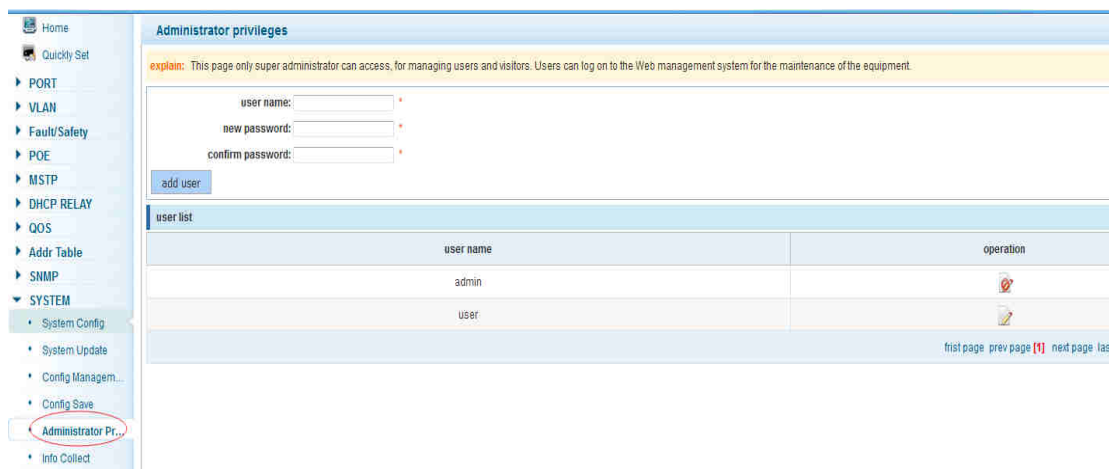 Home
Quickly Set
PORT
VLAN
Fault/Safety
POE
MSTP
DHCP RELAY
QOS
Addr Table
SNMP
SYSTEM
System Config
System Update
Config Managem...
Config Save
Administrator Pr...
Info Collect
Administrator privileges
explain: This page only super administrator can access, for managing users and visitors. Users can log on to the Web management system for the maintenance of the equipment.
user name: *
new password: *
confirm password: *
add user
user list
user name operation
admin
user
frist page prev page [1] next page las